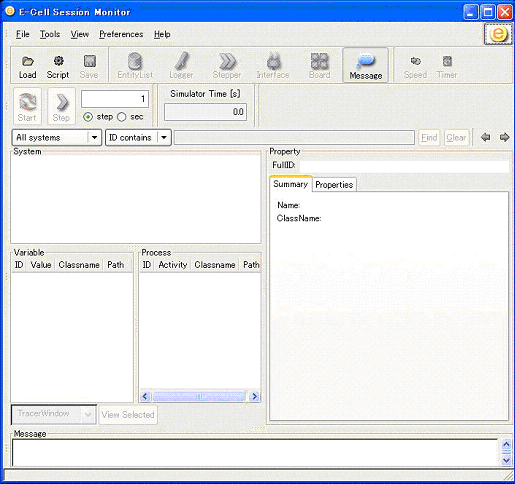 E-Cell Session Monitor
File Tools View Preferences Help
Load Script Save EntityList Logger Stepper Interface Board Message Speed Timer
Start Step 1 step sec Simulator Time [s] 0.0
All systems ID contains Find Clear
System Property
FullID:
Summary Properties
Name:
ClassName:
Variable Process
ID Value Classname Path ID Activity Classname Path
TracerWindow View Selected
Message